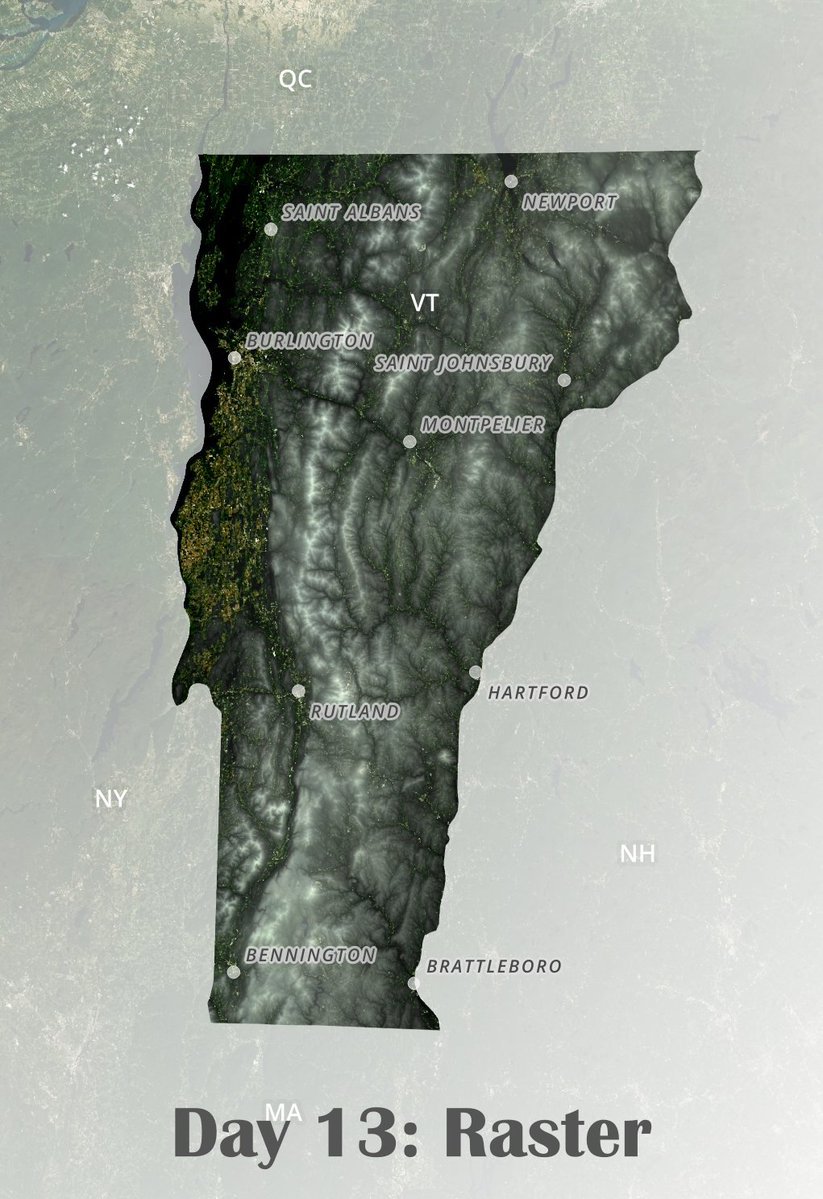 QC
NEWPORT
SAINT ALBANS
VT
BURLINGTON
SAINT JOHNSBURY
MONTPELIER
HARTFORD
RUTLAND
NY
NH
BENNINGTON
BRATTLEBORO
MA
Day 13: Raster